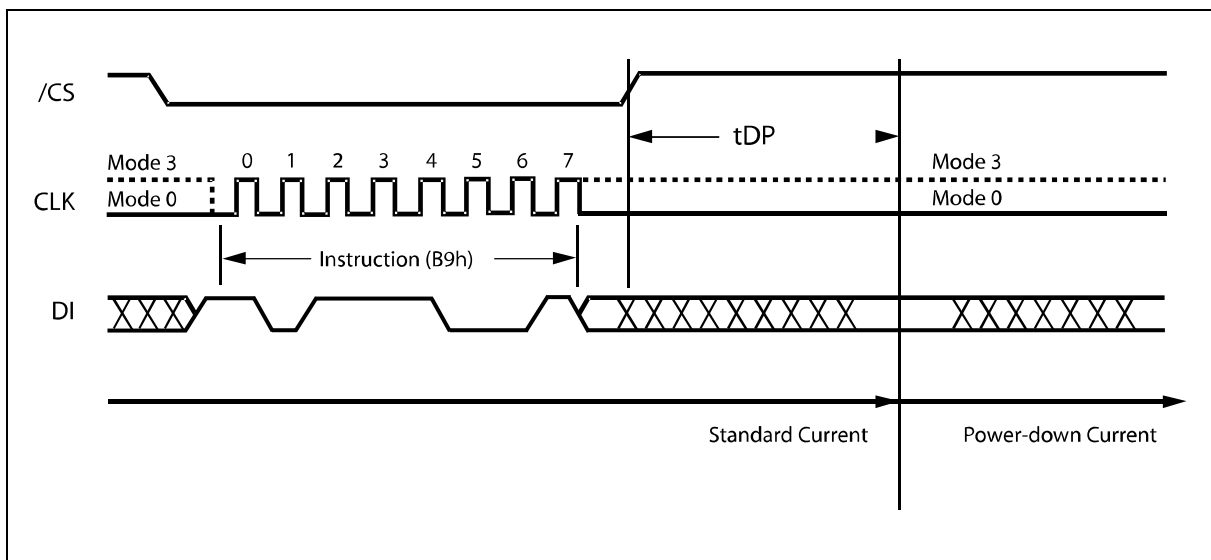 /CS
tDP
Mode 3
0 1 2 3 4 5 6 7
Mode 3
CLK
Mode 0
Mode 0
Instruction (B9h)
DI
Standard Current
Power-down Current